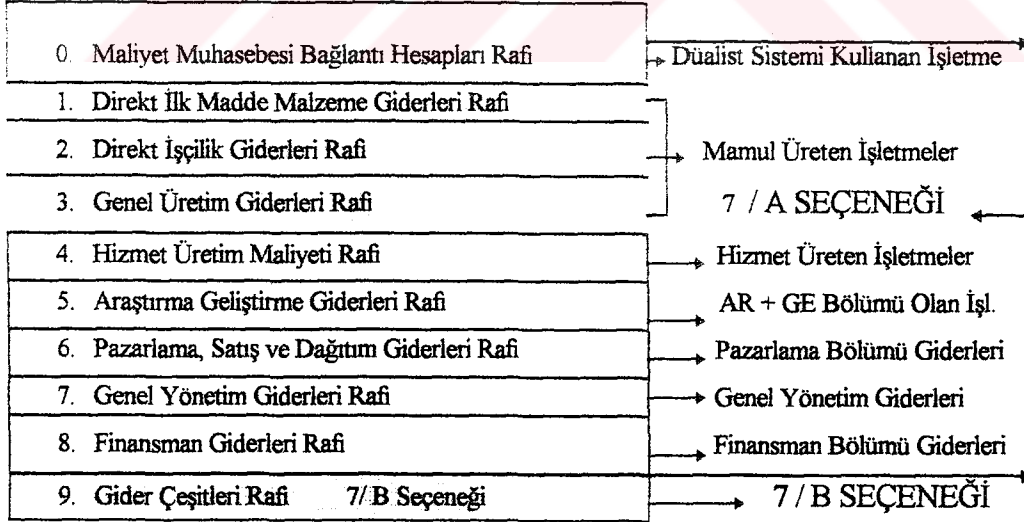 0. Maliyet Muhasebesi Bağlantı Hesapları Rafi
Düalist Sistemi Kullanan İşletme
1. Direkt İlk Madde Malzeme Giderleri Rafi
2. Direkt İşçilik Giderleri Rafi
Mamul Üreten İşletmeler
3. Genel Üretim Giderleri Rafi
7 / A SEÇENEĞİ
4. Hizmet Üretim Maliyeti Rafi
Hizmet Üreten İşletmeler
5. Araştırma Geliştirme Giderleri Rafi
AR + GE Bölümü Olan İşl.
6. Pazarlama, Satış ve Dağıtım Giderleri Rafi
Pazarlama Bölümü Giderleri
7. Genel Yönetim Giderleri Rafi
Genel Yönetim Giderleri
8. Finansman Giderleri Rafi
Finansman Bölümü Giderleri
9. Gider Çeşitleri Rafi 7/B Seçeneği
7 / B SEÇENEĞİ